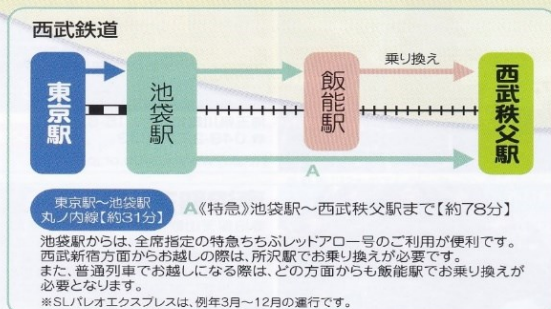 西武鉄道
東京駅
池袋駅
飯能駅
乗り換え
西武秩父駅
A
東京駅～池袋駅
丸ノ内線【約31分】
A《特急》池袋駅～西武秩父駅まで【約78分】
池袋駅からは、全席指定の特急ちちぶレッドアロー号のご利用が便利です。
西武新宿方面からお越しの際は、所沢駅でお乗り換えが必要です。
また、普通列車でお越しになる際は、どの方面からも飯能駅でお乗り換えが
必要となります。
※SLパレオエクスプレスは、例年3月～12月の運行です。